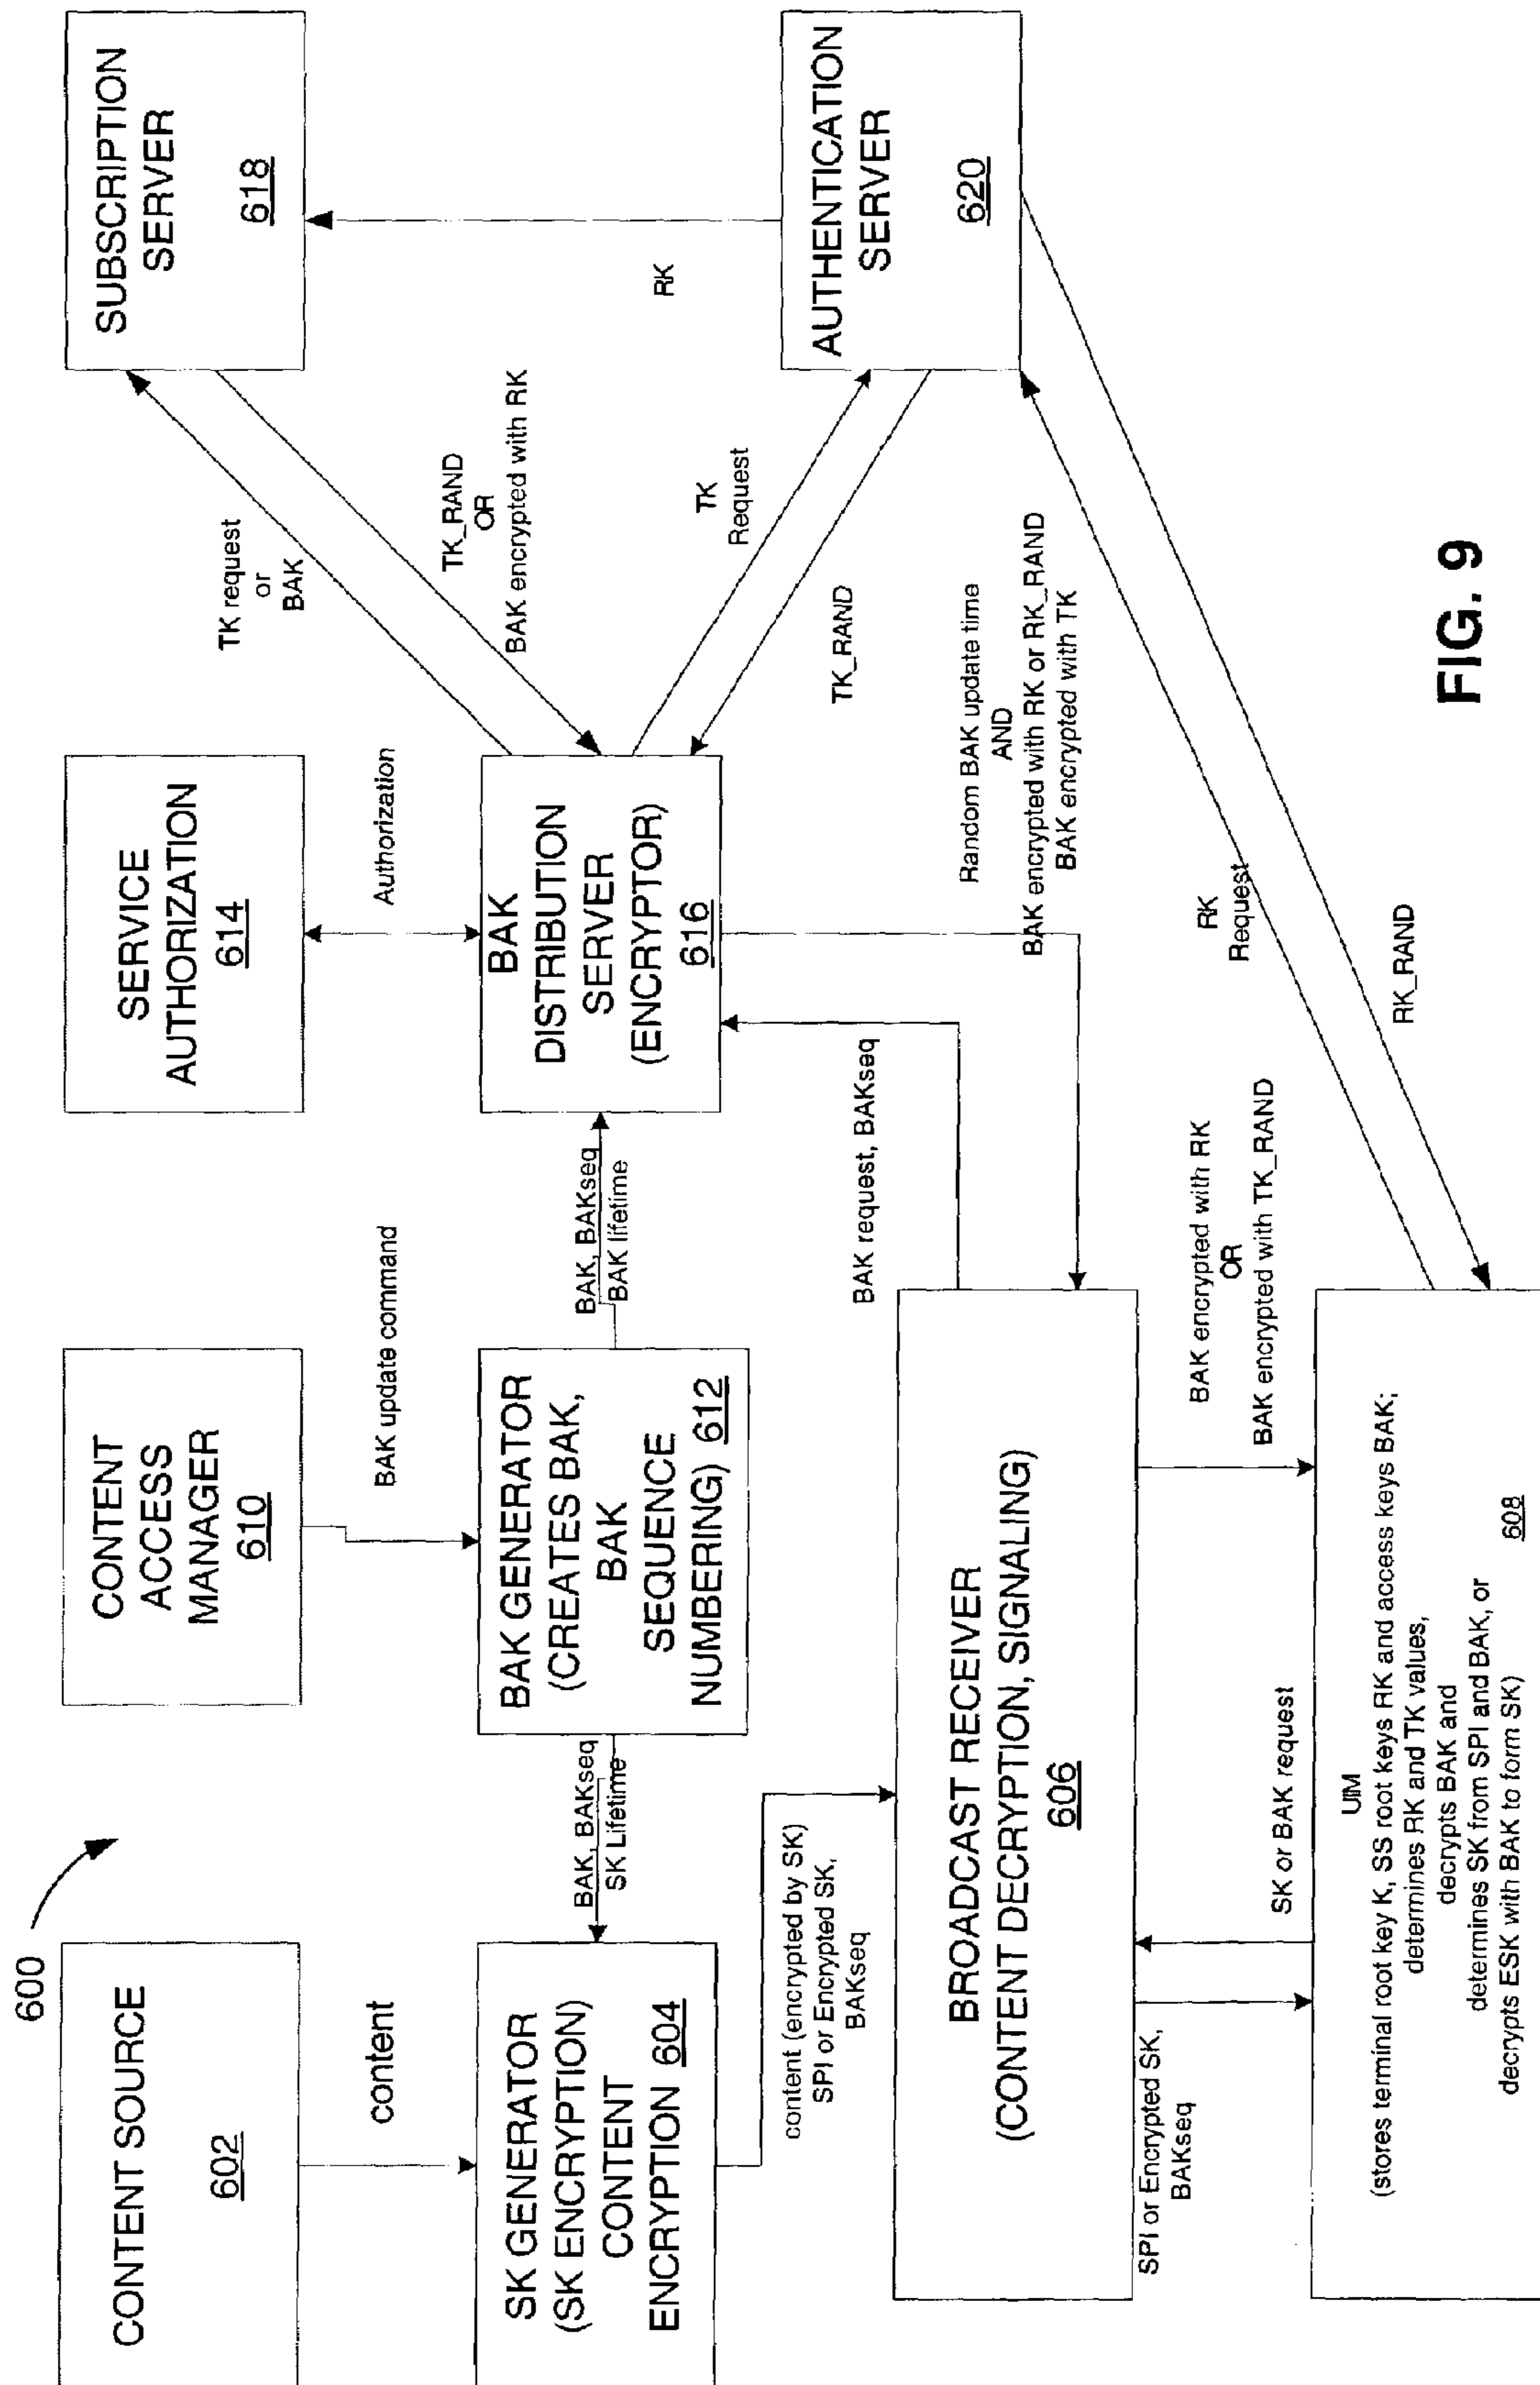 600
CONTENT SOURCE
602
content
SK GENERATOR
(SK ENCRYPTION)
CONTENT
ENCRYPTION 604
CONTENT
ACCESS
MANAGER
610
BAK update command
BAK GENERATOR
(CREATES BAK,
BAK
SEQUENCE
NUMBERING) 612
BAK, BAKseq
SK Lifetime
BAK, BAKseq
BAK lifetime
SERVICE
AUTHORIZATION
614
Authorization
BAK
DISTRIBUTION
SERVER
(ENCRYPTOR)
616
SUBSCRIPTION
SERVER
618
TK request
or
BAK
TK_RAND
OR
BAK encrypted with RK
RK
AUTHENTICATION
SERVER
620
TK
Request
TK_RAND
content (encrypted by SK)
SPI or Encrypted SK,
BAKseq
BAK request, BAKseq
Random BAK update time
AND
BAK encrypted with RK or RK_RAND
BAK encrypted with TK
BROADCAST RECEIVER
(CONTENT DECRYPTION, SIGNALING)
606
SPI or Encrypted SK,
BAKseq
SK or BAK request
BAK encrypted with RK
OR
BAK encrypted with TK_RAND
RK
Request
RK_RAND
UIM
(stores terminal root key K, SS root keys RK and access keys BAK;
determines RK and TK values,
decrypts BAK and
determines SK from SPI and BAK, or
decrypts ESK with BAK to form SK)
608
FIG. 9